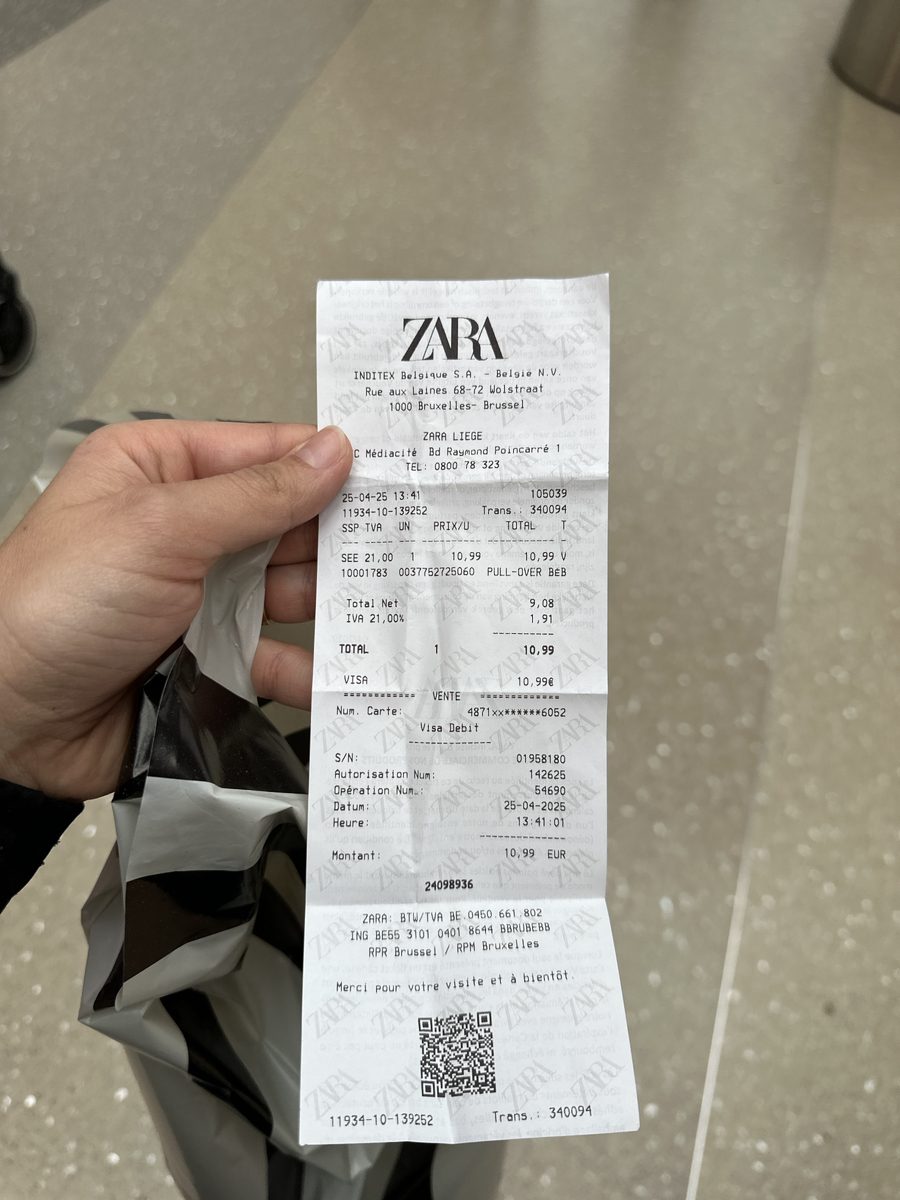 ZARA
INDITEX Belgique S.A. - België N.V.
Rue aux Laines 68-72 Wolstraat
1000 Bruxelles- Brussel
ZARA LIEGE
C Médiacité Bd Raymond Poincarré 1
TEL: 0800 78 323
25-04-25 13:41 105039
11934-10-139252 Trans.: 340094
SSP TVA UN PRIX/U TOTAL T
--- ---- -- ---------- ---------- -
SEE 21,00 1 10,99 10,99 V
10001783 0037752725060 PULL-OVER BéB
Total Net 9,08
IVA 21,00% 1,91
----------
TOTAL 1 10,99
VISA 10,99€
============ VENTE =============
Num. Carte: 4871xx******6052
Visa Debit
--------------
S/N: 01958180
Autorisation Num: 142625
Opération Num.: 54690
Datum: 25-04-2025
Heure: 13:41:01
--------------
Montant: 10,99 EUR
24098936
ZARA: BTW/TVA BE.0450.661.802
ING BE55 3101 0401 8644 BBRUBEBB
RPR Brussel / RPM Bruxelles
Merci pour votre visite et à bientôt.
11934-10-139252 Trans.: 340094